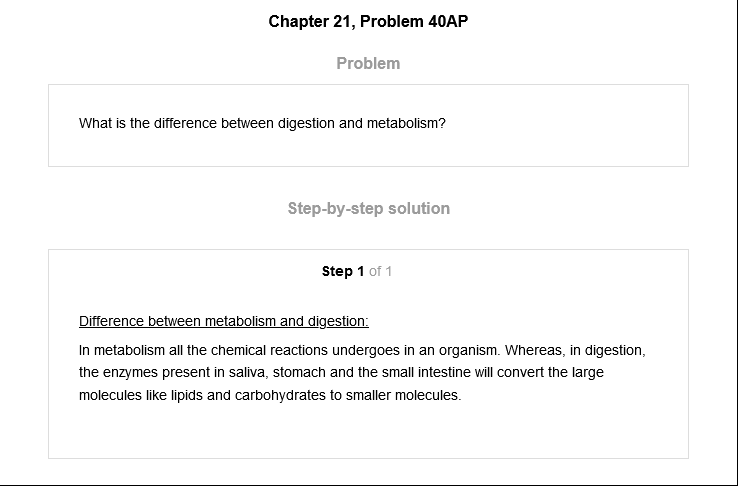 Chapter 21, Problem 40AP
Problem
What is the difference between digestion and metabolism?
Step-by-step solution
Step 1 of 1
Difference between metabolism and digestion:
In metabolism all the chemical reactions undergoes in an organism. Whereas, in digestion,
the enzymes present in saliva, stomach and the small intestine will convert the large
molecules like lipids and carbohydrates to smaller molecules.